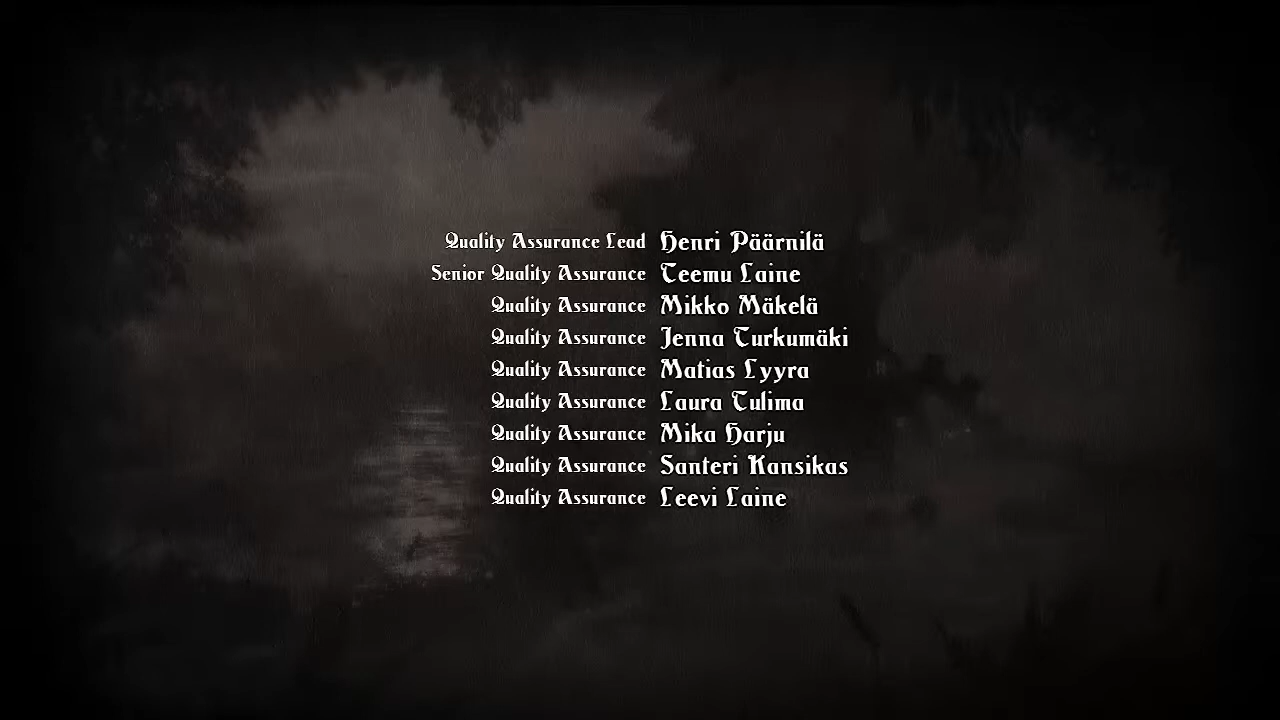 Quality Assurance Lead Henri Päärnilä
Senior Quality Assurance Teemu Laine
Quality Assurance Mikko Mäkelä
Quality Assurance Jenna Turkumäki
Quality Assurance Matias Lyyra
Quality Assurance Laura Tulima
Quality Assurance Mika Harju
Quality Assurance Santeri Kansikas
Quality Assurance Leevi Laine